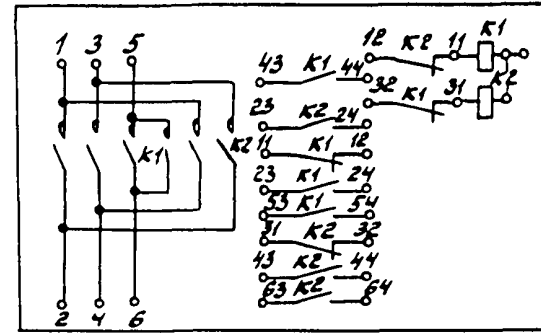 1 3 5
K1 K2
2 4 6
12 K2 11 K1
43 K1 44
32 K1 31 K2
23 K2 24
11 K1 12
23 K1 24
53 K1 54
31 K2 32
43 K2 44
63 K2 64